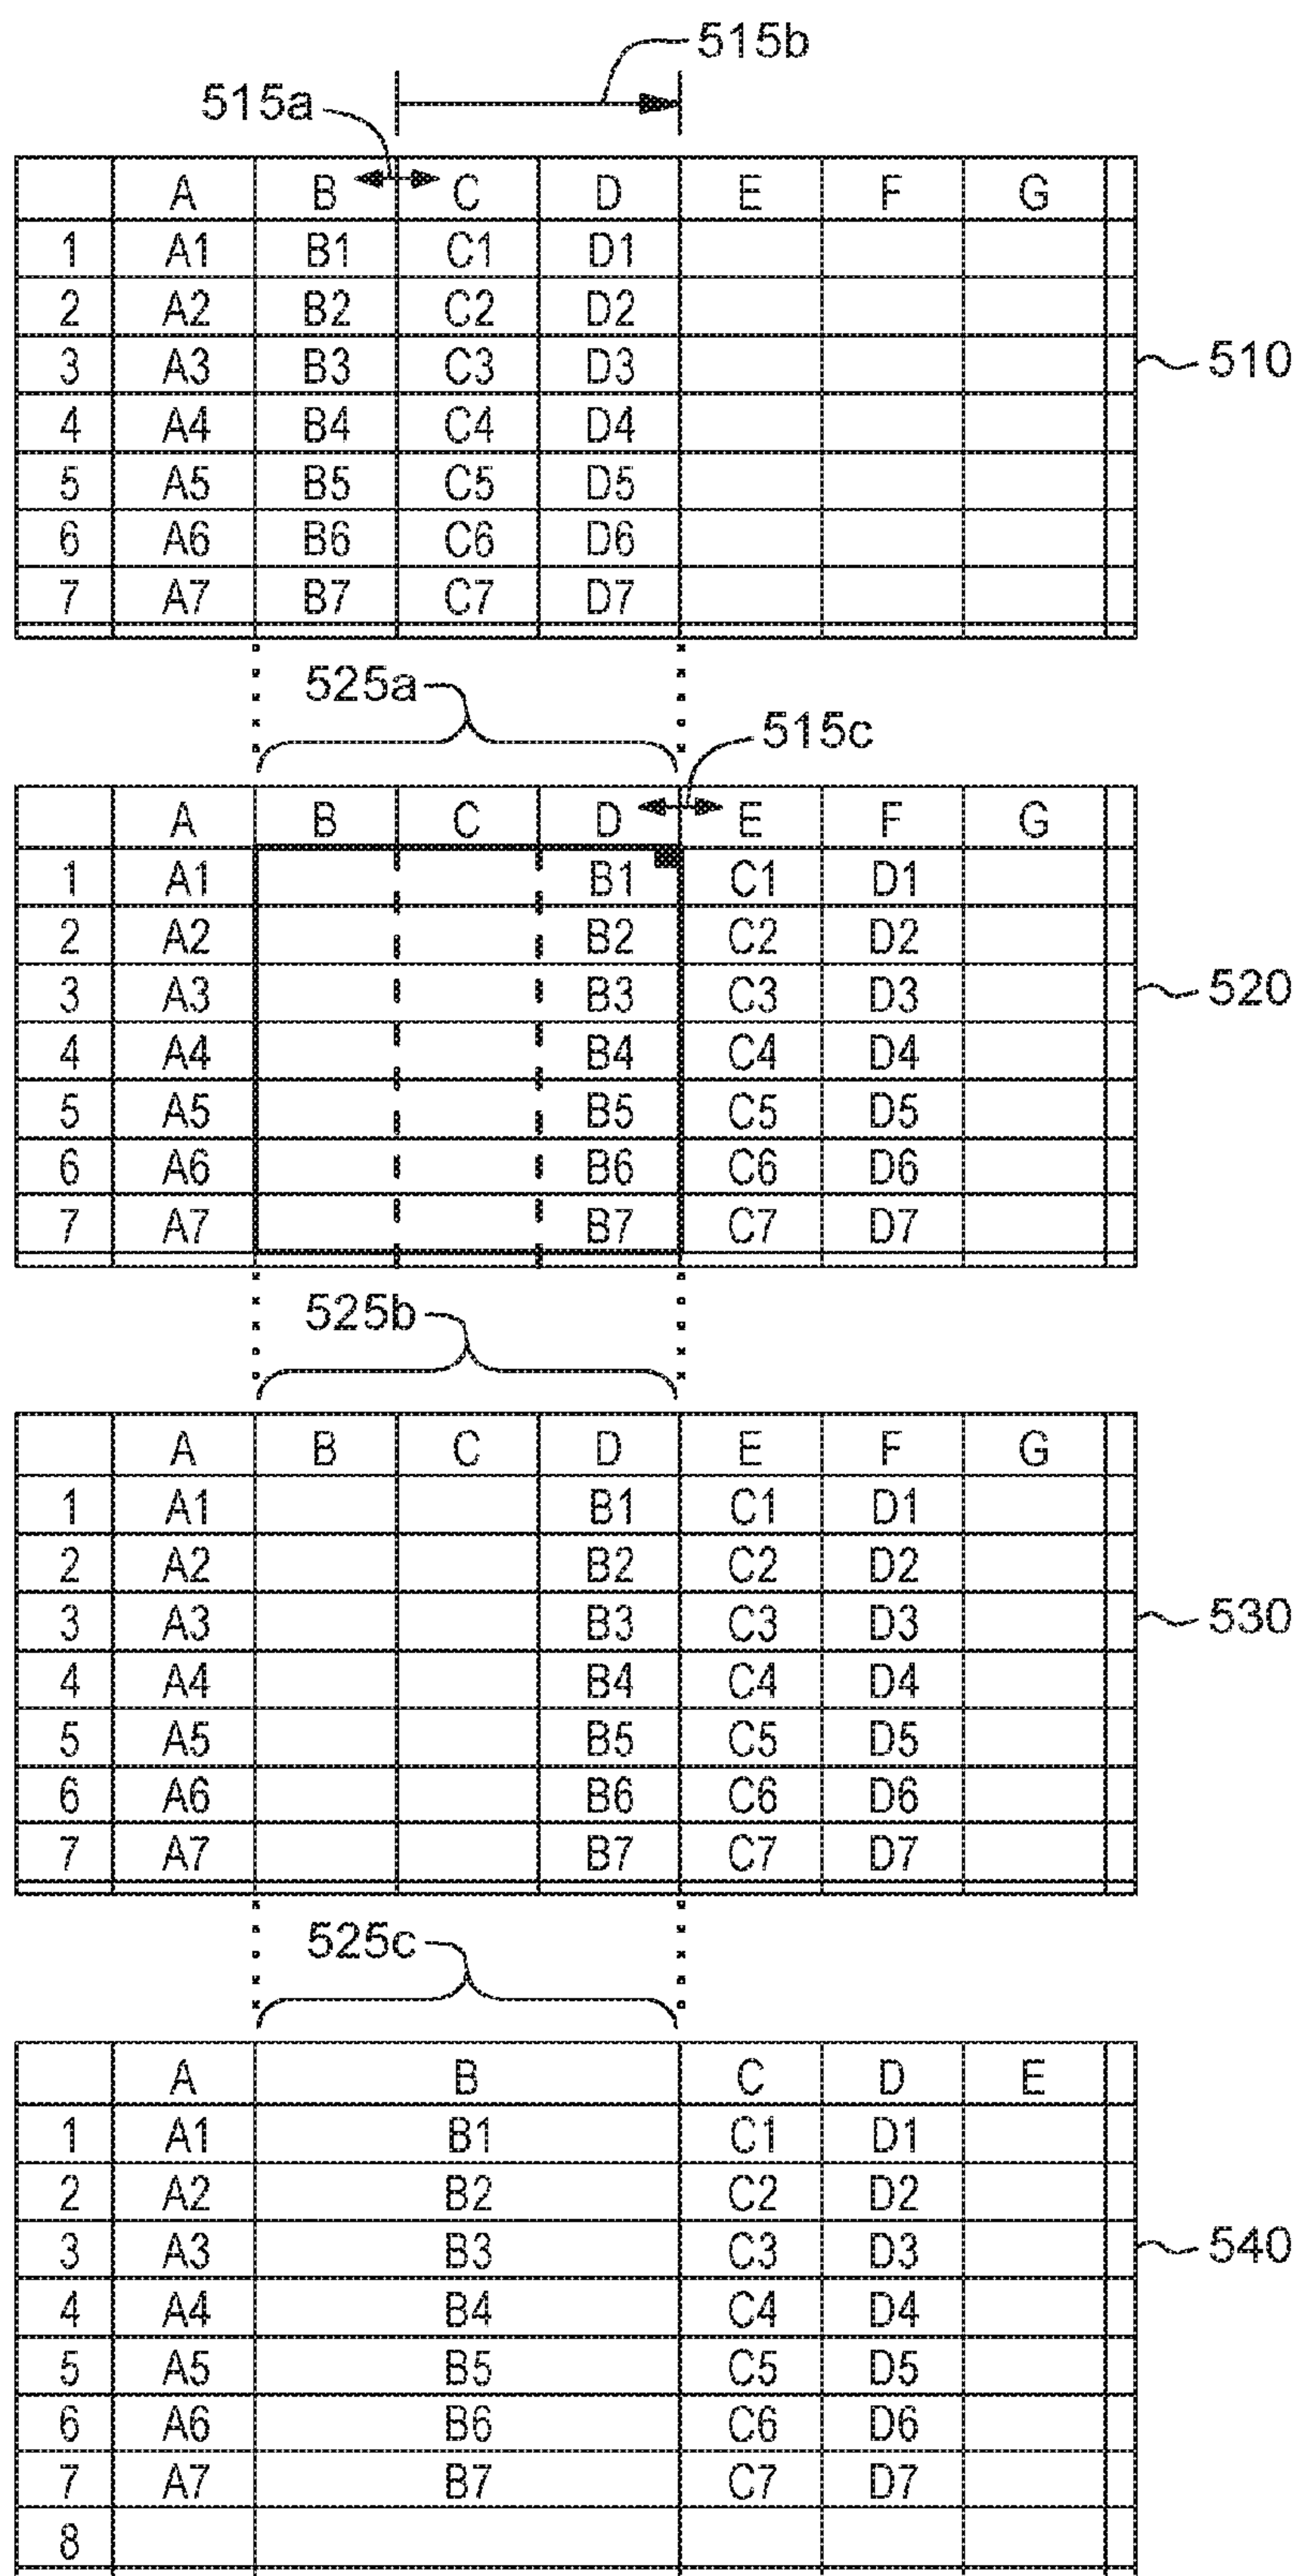 515b
515a
A B C D E F G
1 A1 B1 C1 D1
2 A2 B2 C2 D2
3 A3 B3 C3 D3
510
4 A4 B4 C4 D4
5 A5 B5 C5 D5
6 A6 B6 C6 D6
7 A7 B7 C7 D7
525a
515c
A B C D E F G
1 A1 B1 C1 D1
2 A2 B2 C2 D2
3 A3 B3 C3 D3
520
4 A4 B4 C4 D4
5 A5 B5 C5 D5
6 A6 B6 C6 D6
7 A7 B7 C7 D7
525b
A B C D E F G
1 A1 B1 C1 D1
2 A2 B2 C2 D2
3 A3 B3 C3 D3
530
4 A4 B4 C4 D4
5 A5 B5 C5 D5
6 A6 B6 C6 D6
7 A7 B7 C7 D7
525c
A B C D E
1 A1 B1 C1 D1
2 A2 B2 C2 D2
3 A3 B3 C3 D3
540
4 A4 B4 C4 D4
5 A5 B5 C5 D5
6 A6 B6 C6 D6
7 A7 B7 C7 D7
8